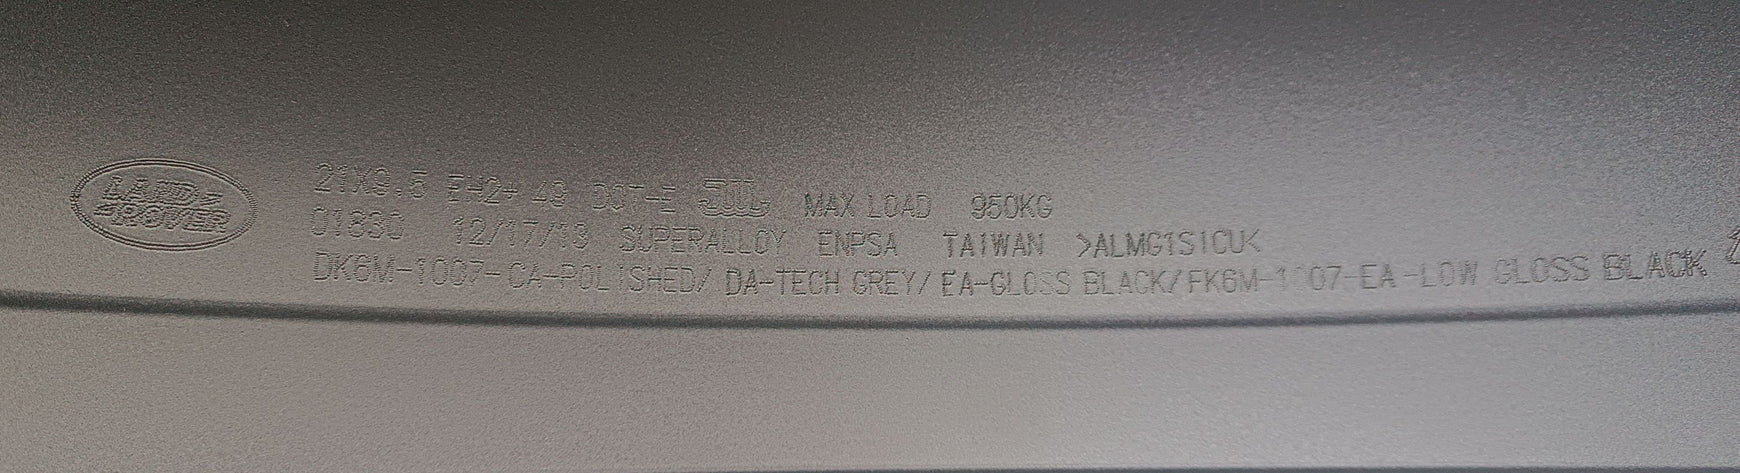 LAND ROVER
21X9.5 EH2+ 49 DOT-E JWL MAX LOAD 950KG
01830 12/17/13 SUPERALLOY ENPSA TAIWAN >ALMG1SICU<
DK6M-1007-CA-POLISHED/ DA-TECH GREY/ EA-GLOSS BLACK/ FK6M-1007-EA-LOW GLOSS BLACK